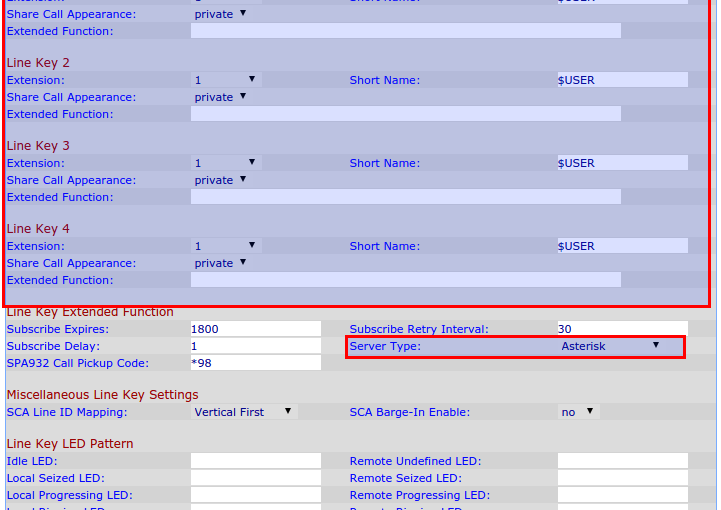 Share Call Appearance: private
Extended Function:
Line Key 2
Extension: 1 Short Name: $USER
Share Call Appearance: private
Extended Function:
Line Key 3
Extension: 1 Short Name: $USER
Share Call Appearance: private
Extended Function:
Line Key 4
Extension: 1 Short Name: $USER
Share Call Appearance: private
Extended Function:
Line Key Extended Function
Subscribe Expires: 1800 Subscribe Retry Interval: 30
Subscribe Delay: 1 Server Type: Asterisk
SPA932 Call Pickup Code: *98
Miscellaneous Line Key Settings
SCA Line ID Mapping: Vertical First SCA Barge-In Enable: no
Line Key LED Pattern
Idle LED: Remote Undefined LED:
Local Seized LED: Remote Seized LED:
Local Progressing LED: Remote Progressing LED: